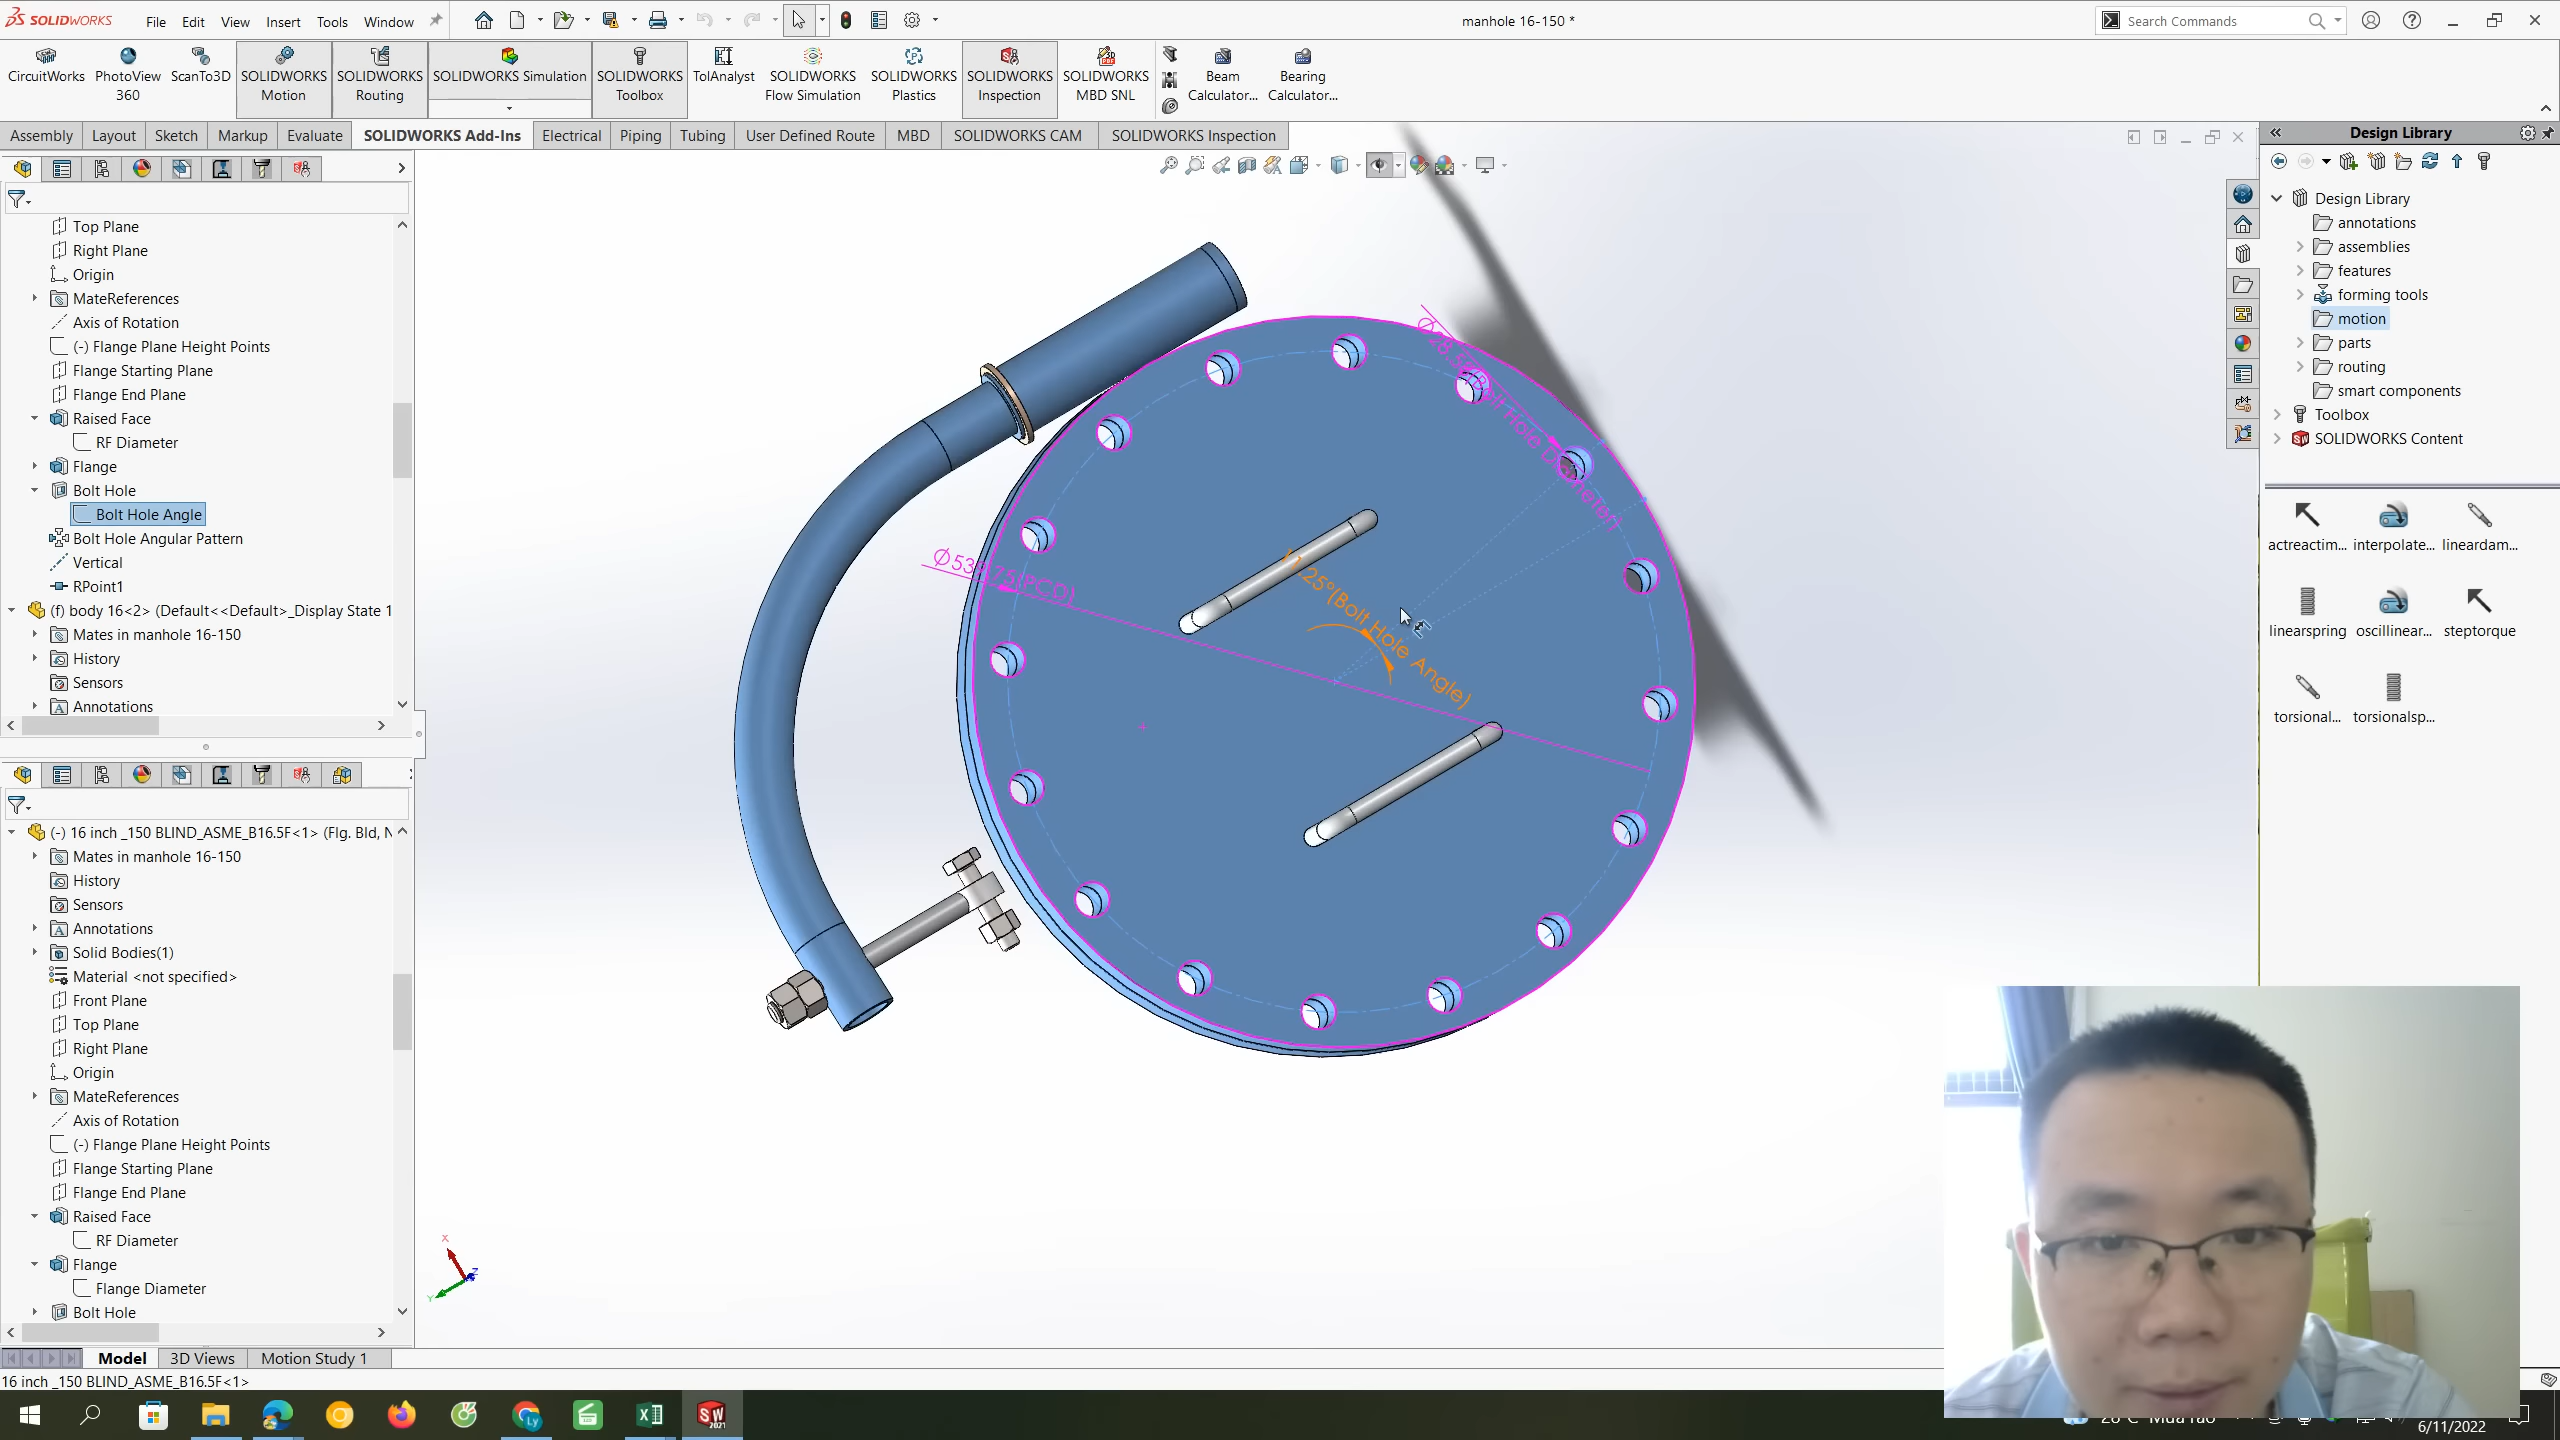 SOLIDWORKS File Edit View Insert Tools Window
manhole 16-150 *
Search Commands
CircuitWorks
PhotoView 360
ScanTo3D
SOLIDWORKS Motion
SOLIDWORKS Routing
SOLIDWORKS Simulation
SOLIDWORKS Toolbox
TolAnalyst
SOLIDWORKS Flow Simulation
SOLIDWORKS Plastics
SOLIDWORKS Inspection
SOLIDWORKS MBD SNL
Beam Calculator...
Bearing Calculator...
Assembly Layout Sketch Markup Evaluate SOLIDWORKS Add-Ins Electrical Piping Tubing User Defined Route MBD SOLIDWORKS CAM SOLIDWORKS Inspection
Top Plane
Right Plane
Origin
MateReferences
Axis of Rotation
(-) Flange Plane Height Points
Flange Starting Plane
Flange End Plane
Raised Face
RF Diameter
Flange
Bolt Hole
Bolt Hole Angle
Bolt Hole Angular Pattern
Vertical
RPoint1
(f) body 16<2> (Default<<Default>_Display State 1
Mates in manhole 16-150
History
Sensors
Annotations
(-) 16 inch _150 BLIND_ASME_B16.5F<1> (Flg. Bld, N
Mates in manhole 16-150
History
Sensors
Annotations
Solid Bodies(1)
Material <not specified>
Front Plane
Top Plane
Right Plane
Origin
MateReferences
Axis of Rotation
(-) Flange Plane Height Points
Flange Starting Plane
Flange End Plane
Raised Face
RF Diameter
Flange
Flange Diameter
Bolt Hole
(Bolt Hole Angle)
X
Y
Z
Design Library
Design Library
annotations
assemblies
features
forming tools
motion
parts
routing
smart components
Toolbox
SOLIDWORKS Content
actreactim... interpolate... lineardam...
linearspring oscillinear... steptorque
torsional... torsionalsp...
Model 3D Views Motion Study 1
16 inch _150 BLIND_ASME_B16.5F<1>
6/11/2022